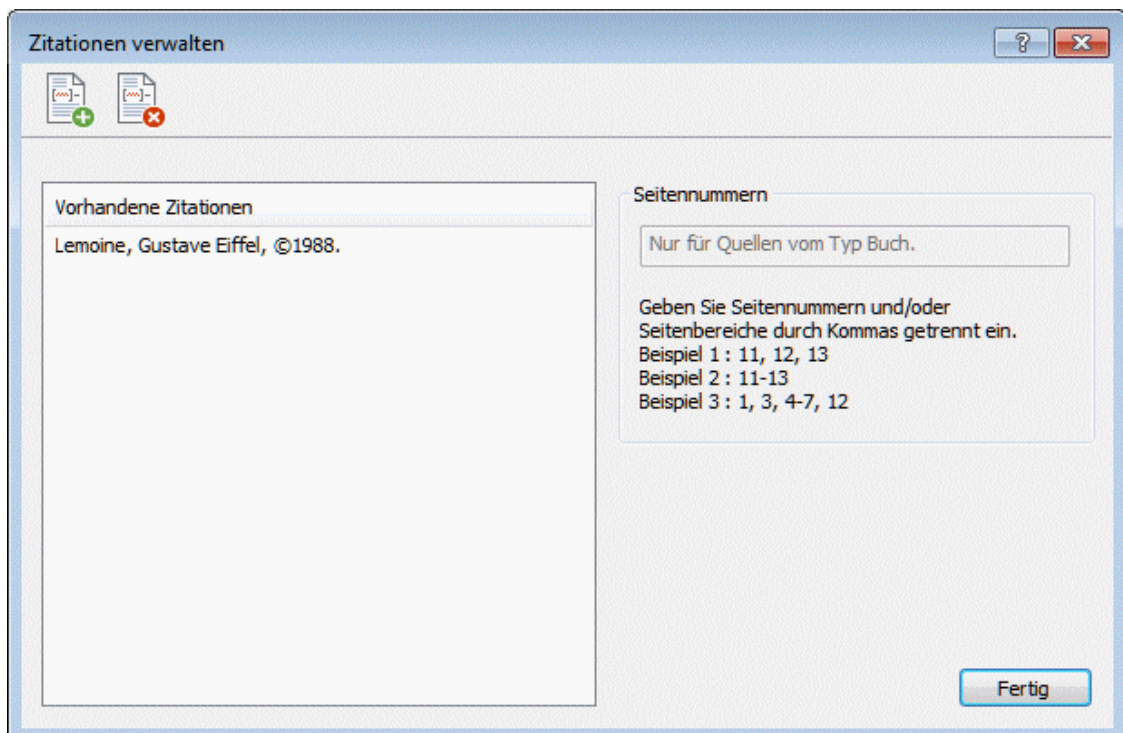 Zitationen verwalten
Vorhandene Zitationen
Lemoine, Gustave Eiffel, ©1988.
Seitennummern
Nur für Quellen vom Typ Buch.
Geben Sie Seitennummern und/oder
Seitenbereiche durch Kommas getrennt ein.
Beispiel 1 : 11, 12, 13
Beispiel 2 : 11-13
Beispiel 3 : 1, 3, 4-7, 12
Fertig